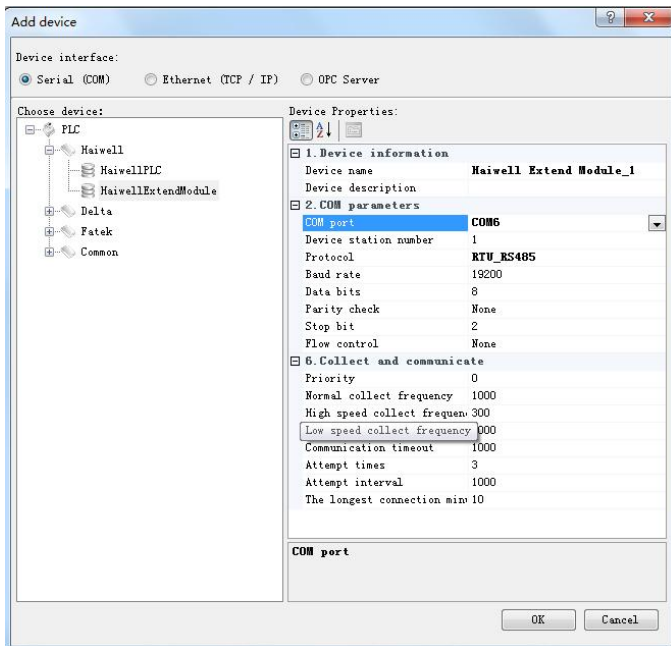 Add device
Device interface:
Serial (COM) Ethernet (TCP / IP) OPC Server
Choose device:
PLC
Haiwell
HaiwellPLC
HaiwellExtendModule
Delta
Fatek
Common
Device Properties:
1.Device information
Device name Haiwell Extend Module_1
Device description
2.COM parameters
COM port COM6
Device station number 1
Protocol RTU_RS485
Baud rate 19200
Data bits 8
Parity check None
Stop bit 2
Flow control None
6.Collect and communicate
Priority 0
Normal collect frequency 1000
High speed collect frequen 300
Low speed collect frequency 000
Communication timeout 1000
Attempt times 3
Attempt interval 1000
The longest connection min 10
COM port
OK Cancel